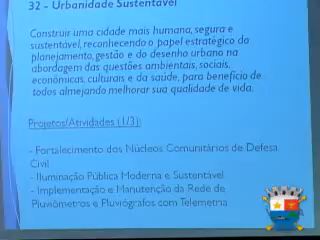 32 - Urbanidade Sustentável
Construir uma cidade mais humana, segura e
sustentável, reconhecendo o papel estratégico do
planejamento, gestão e do desenho urbano na
abordagem das questões ambientais, sociais,
econômicas, culturais e da saúde, para benefício de
todos almejando melhorar sua qualidade de vida.
Projetos/Atividades (1/3):
- Fortalecimento dos Núcleos Comunitários de Defesa
Civil
- Iluminação Pública Moderna e Sustentável
- Implementação e Manutenção da Rede de
Pluviômetros e Pluviógrafos com Telemetria